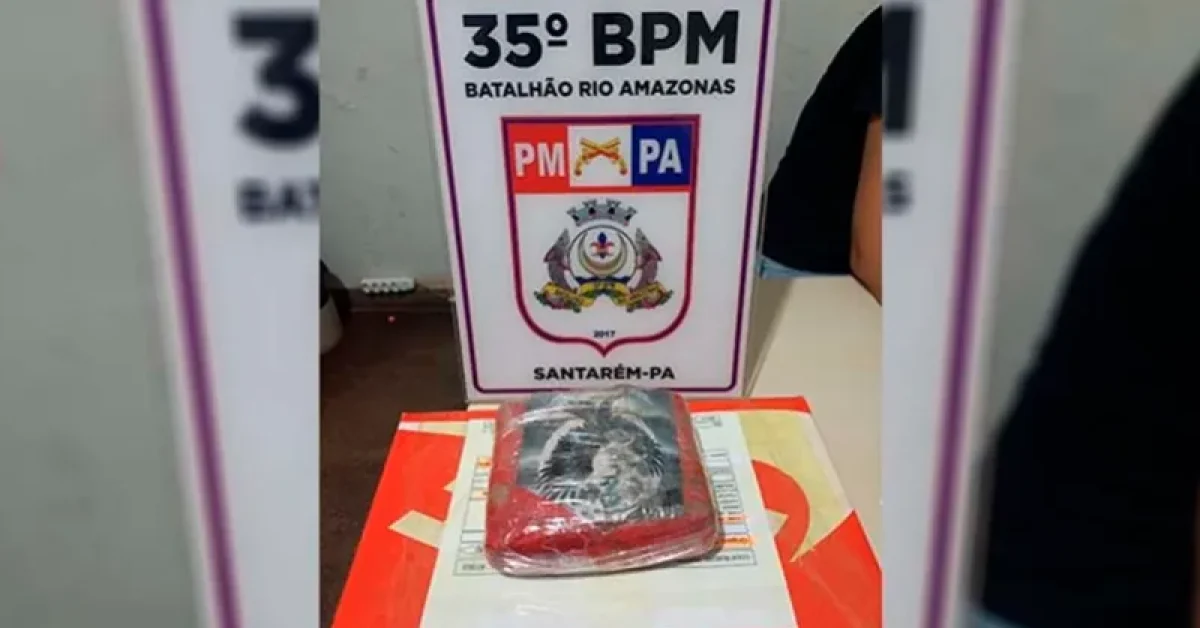 35º BPM
BATALHÃO RIO AMAZONAS
PM PA
2017
SANTARÉM-PA